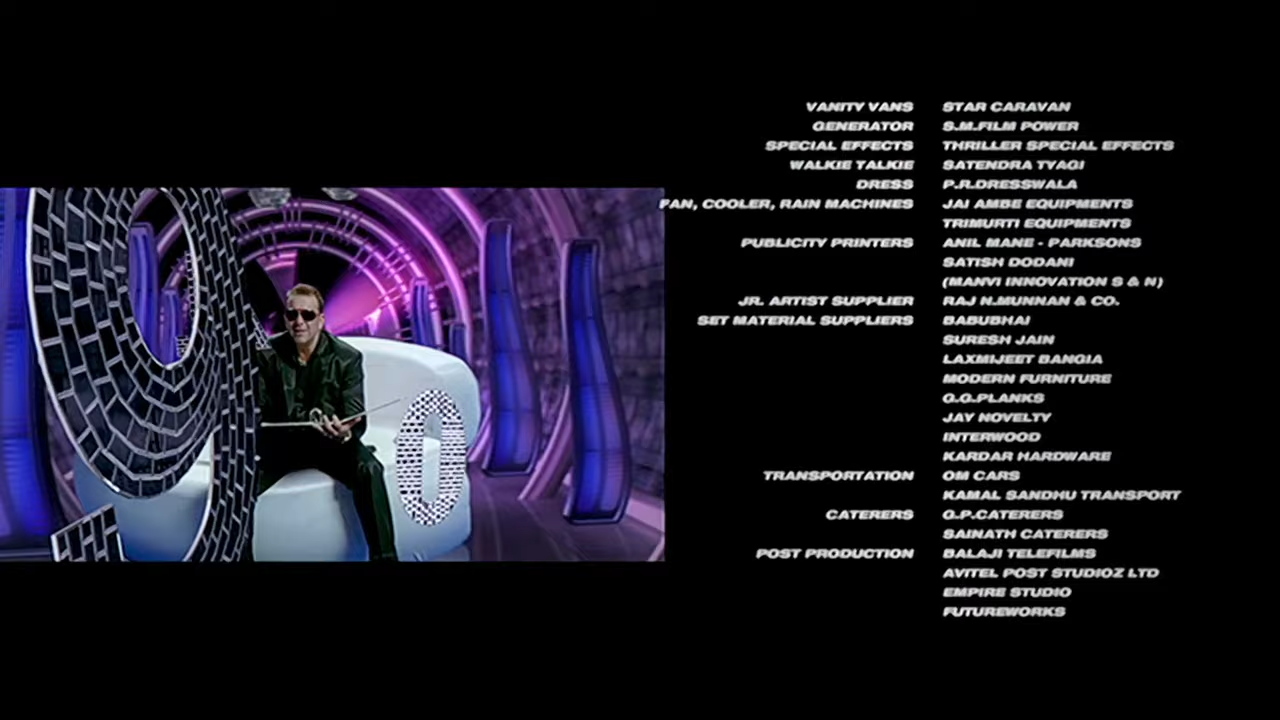 VANITY VANS STAR CARAVAN
GENERATOR S.M.FILM POWER
SPECIAL EFFECTS THRILLER SPECIAL EFFECTS
WALKIE TALKIE SATENDRA TYAGI
DRESS P.R.DRESSWALA
FAN, COOLER, RAIN MACHINES JAI AMBE EQUIPMENTS
TRIMURTI EQUIPMENTS
PUBLICITY PRINTERS ANIL MANE - PARKSONS
SATISH DODANI
(MANVI INNOVATION S & N)
JR. ARTIST SUPPLIER RAJ N.MUNNAN & CO.
SET MATERIAL SUPPLIERS BABUBHAI
SURESH JAIN
LAXMIJEET BANGIA
MODERN FURNITURE
G.G.PLANKS
JAY NOVELTY
INTERWOOD
KARDAR HARDWARE
TRANSPORTATION OM CARS
KAMAL SANDHU TRANSPORT
CATERERS G.P.CATERERS
SAINATH CATERERS
POST PRODUCTION BALAJI TELEFILMS
AVITEL POST STUDIOZ LTD
EMPIRE STUDIO
FUTUREWORKS
9
0